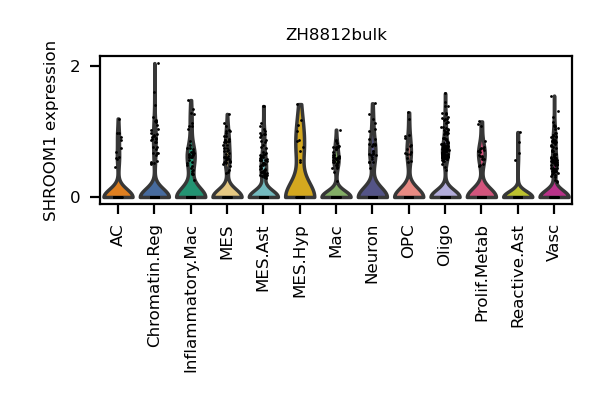 ZH8812bulk
SHROOM1 expression
2
0
AC
Chromatin.Reg
Inflammatory.Mac
MES
MES.Ast
MES.Hyp
Mac
Neuron
OPC
Oligo
Prolif.Metab
Reactive.Ast
Vasc